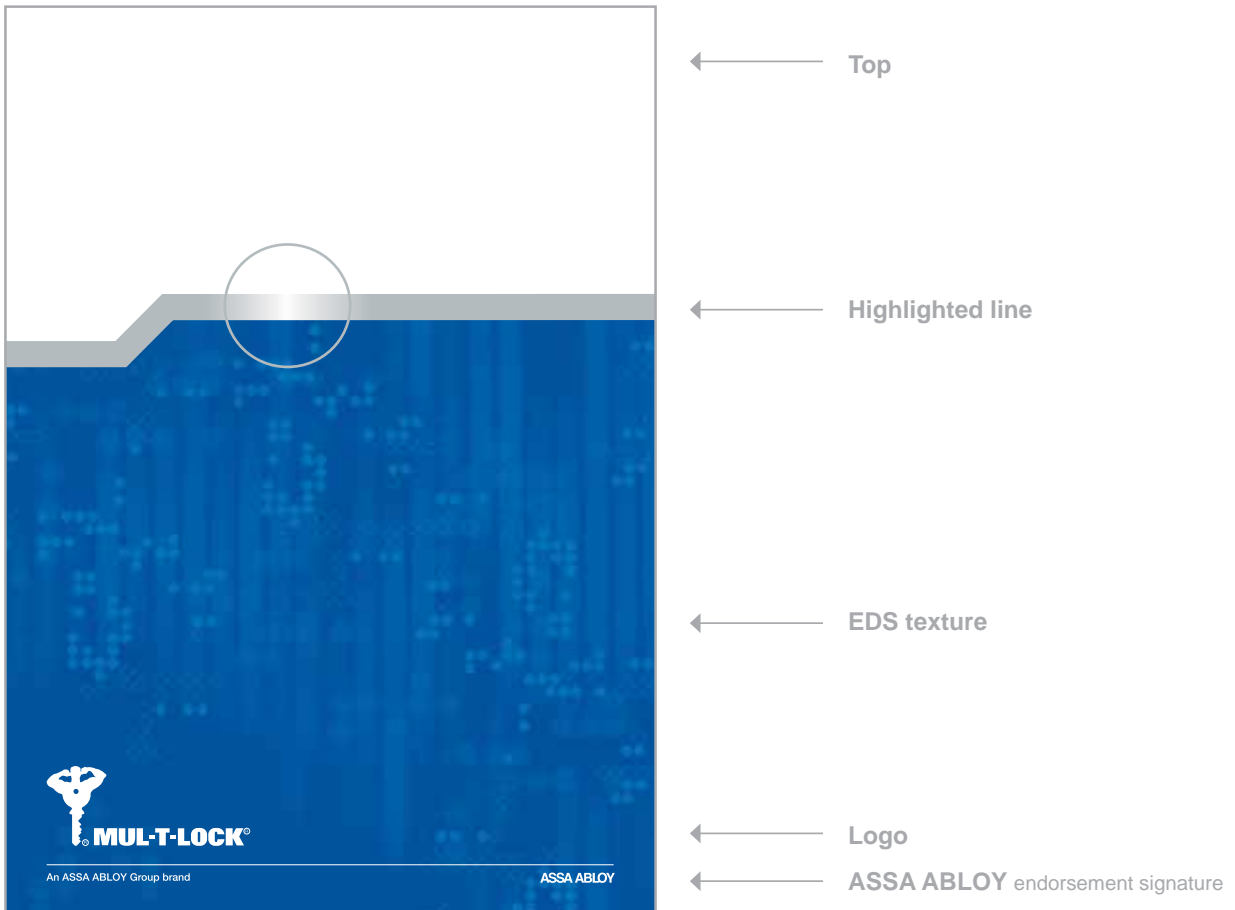 Top
Highlighted line
EDS texture
MUL-T-LOCK®
Logo
An ASSA ABLOY Group brand
ASSA ABLOY
ASSA ABLOY endorsement signature